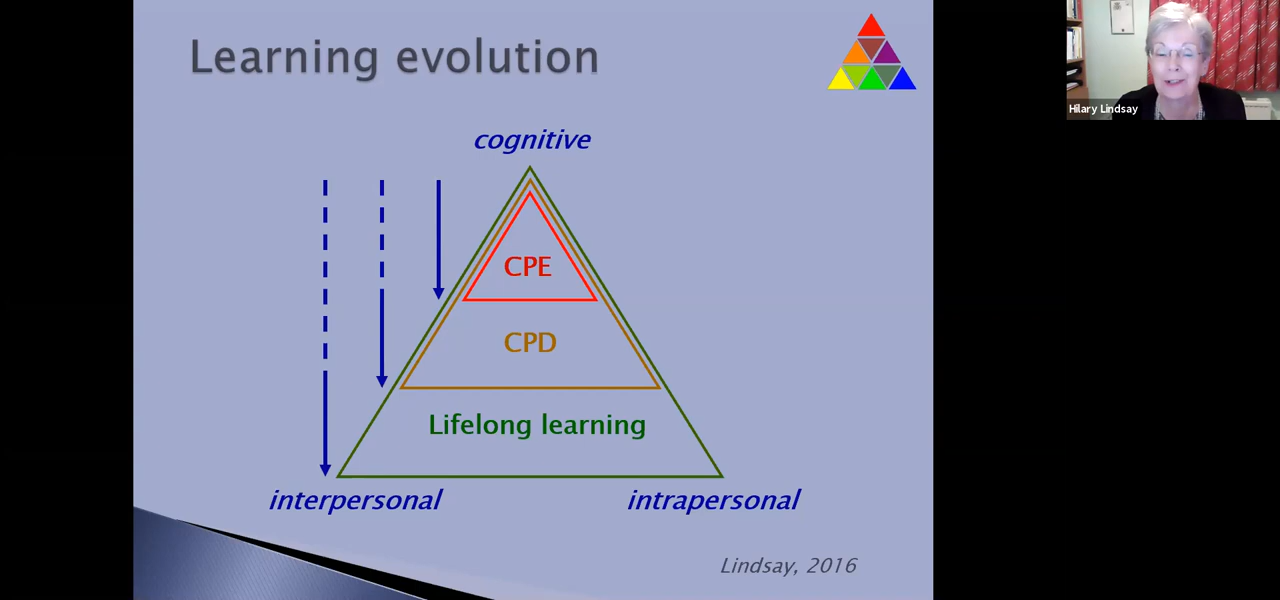 Learning evolution
Hilary Lindsay
cognitive
CPE
CPD
Lifelong learning
interpersonal
intrapersonal
Lindsay, 2016